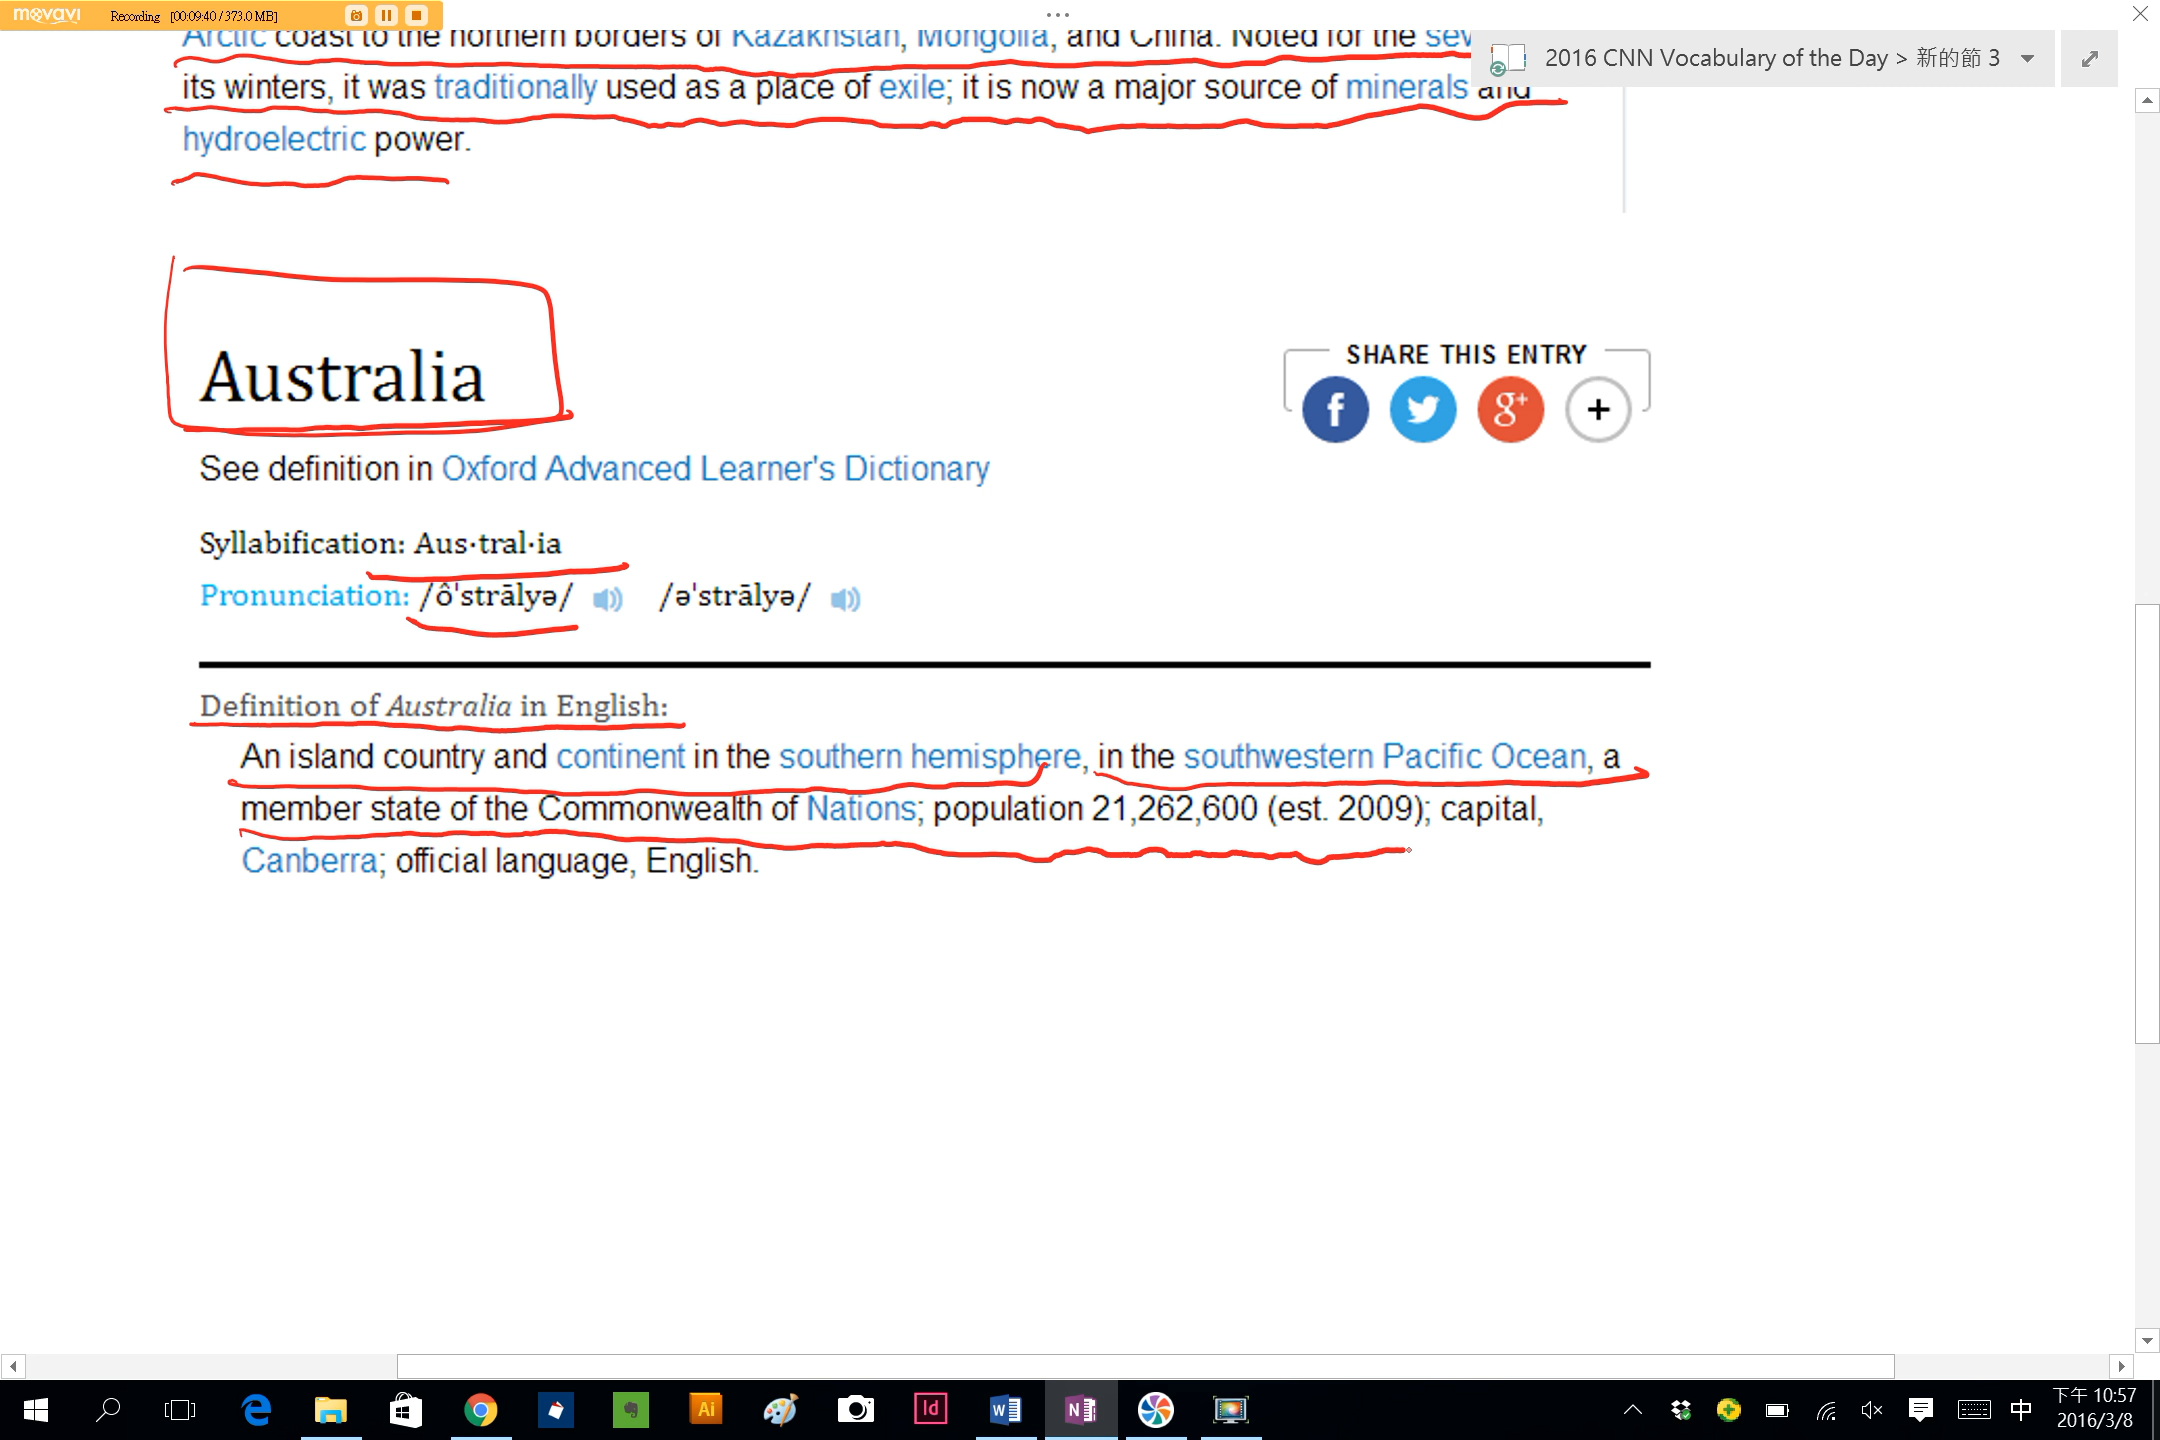 movavi Recording [00:09:40 / 373.0 MB]
Arctic coast to the northern borders of Kazakhstan, Mongolia, and China. Noted for the sev
2016 CNN Vocabulary of the Day > 新的節 3
its winters, it was traditionally used as a place of exile; it is now a major source of minerals and
hydroelectric power.
Australia
SHARE THIS ENTRY
f g+ +
See definition in Oxford Advanced Learner's Dictionary
Syllabification: Aus·tral·ia
Pronunciation: /ôˈstrālyə/ /əˈstrālyə/
Definition of Australia in English:
An island country and continent in the southern hemisphere, in the southwestern Pacific Ocean, a
member state of the Commonwealth of Nations; population 21,262,600 (est. 2009); capital,
Canberra; official language, English.
Ai Id W N 中 下午 10:57
2016/3/8